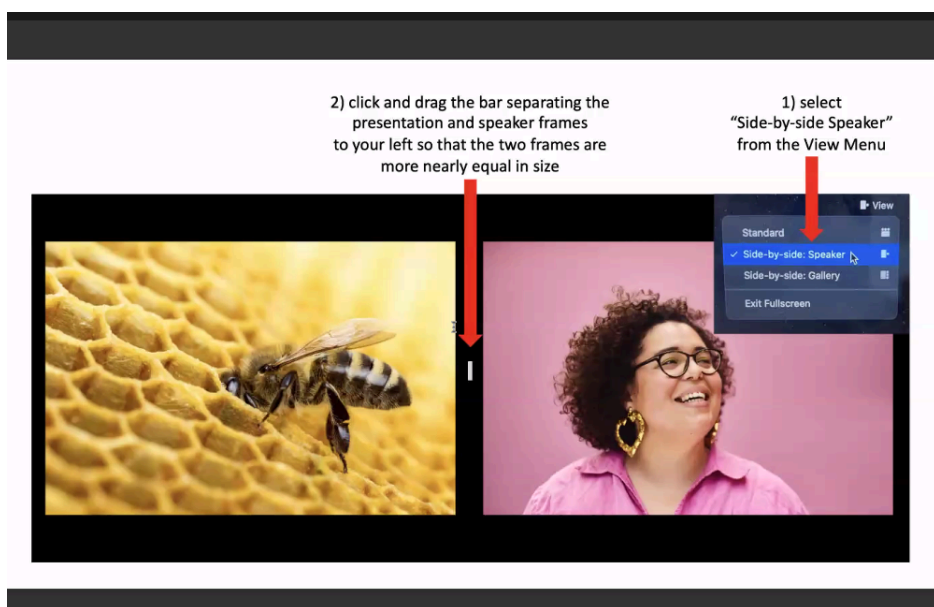 2) click and drag the bar separating the
presentation and speaker frames
to your left so that the two frames are
more nearly equal in size
1) select
“Side-by-side Speaker”
from the View Menu
View
Standard
✓ Side-by-side: Speaker
Side-by-side: Gallery
Exit Fullscreen